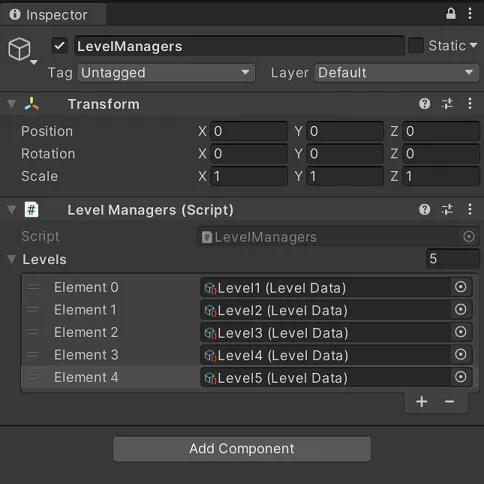 Inspector
LevelManagers Static
Tag Untagged Layer Default
Transform
Position X 0 Y 0 Z 0
Rotation X 0 Y 0 Z 0
Scale X 1 Y 1 Z 1
# Level Managers (Script)
Script # LevelManagers
Levels 5
Element 0 Level1 (Level Data)
Element 1 Level2 (Level Data)
Element 2 Level3 (Level Data)
Element 3 Level4 (Level Data)
Element 4 Level5 (Level Data)
+ −
Add Component